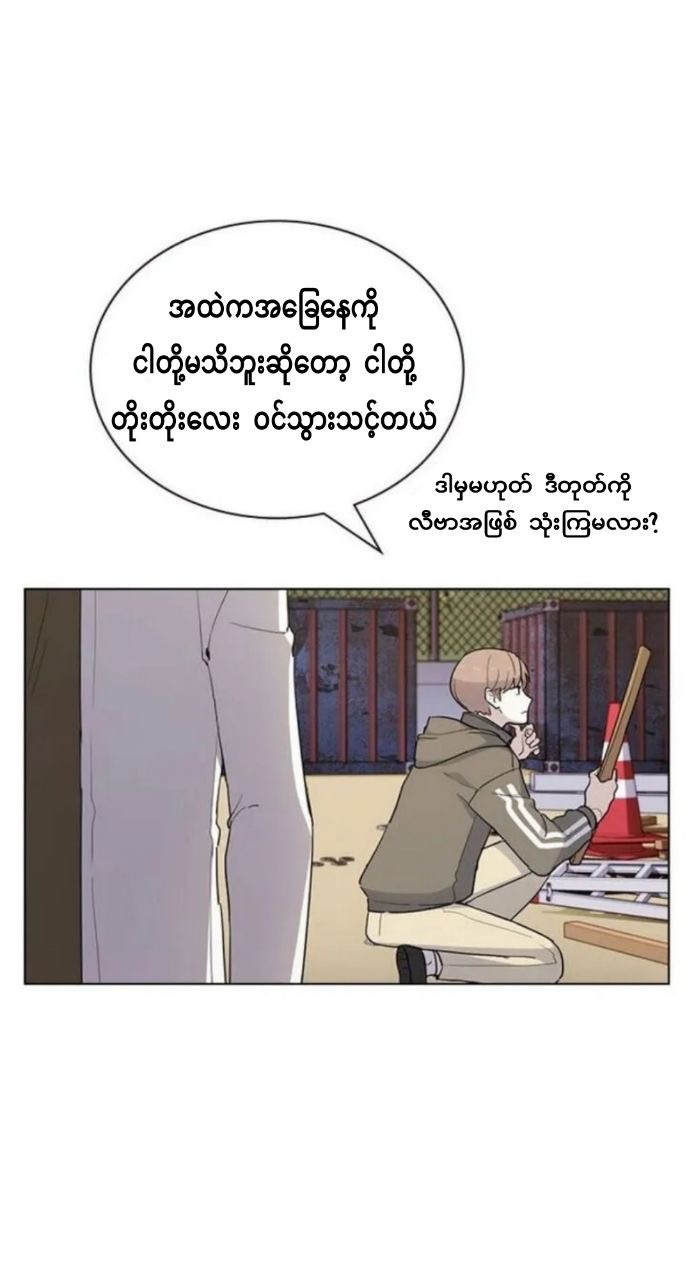 အထဲကအခြေနေကို
ငါတို့မသိဘူးဆိုတော့ ငါတို့
တိုးတိုးလေး ဝင်သွားသင့်တယ်
ဒါမှမဟုတ် ဒီတုတ်ကို
လီဗာအဖြစ် သုံးကြမလား?